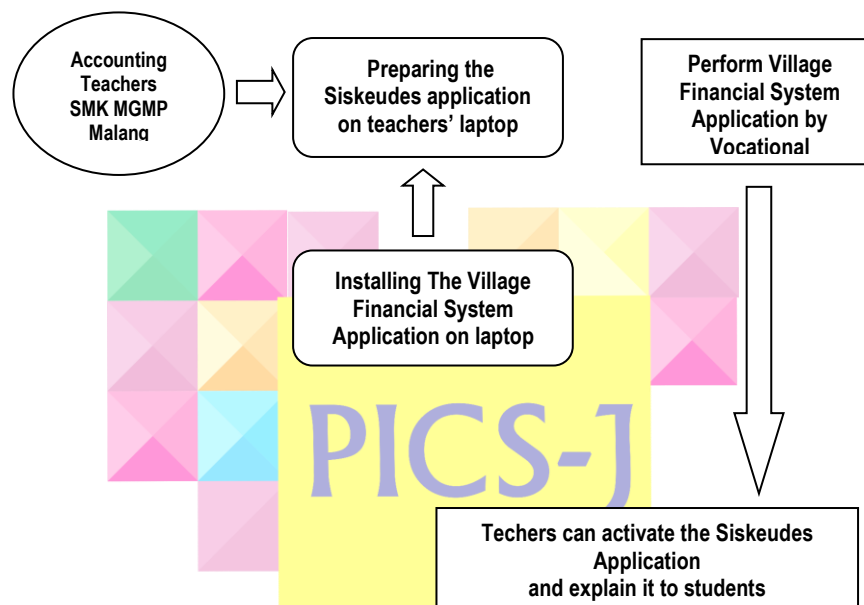 Accounting
Teachers
SMK MGMP
Malang
Preparing the
Siskeudes application
on teachers’ laptop
Perform Village
Financial System
Application by
Vocational
Installing The Village
Financial System
Application on laptop
PICS-J
Techers can activate the Siskeudes
Application
and explain it to students